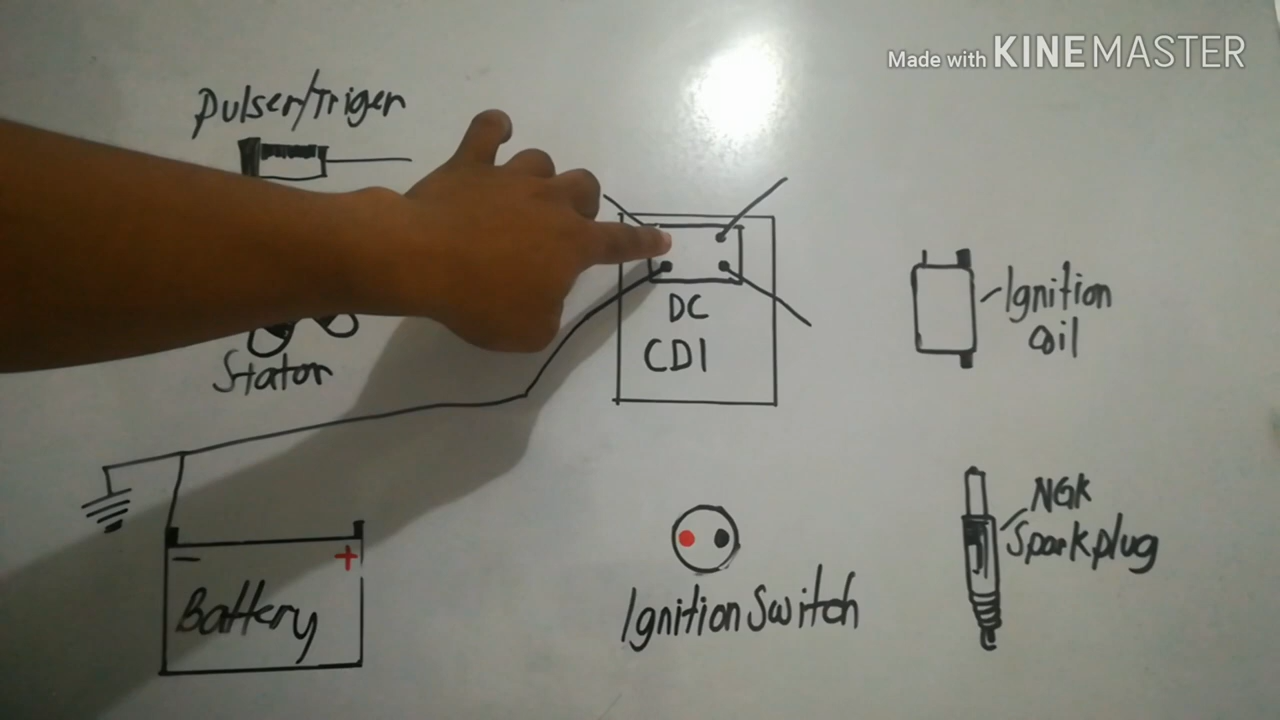 Made with KINEMASTER
Pulser/Triger
DC
CDI
Ignition
Coil
Stator
NGK
Sparkplug
- +
Battery
Ignition Switch